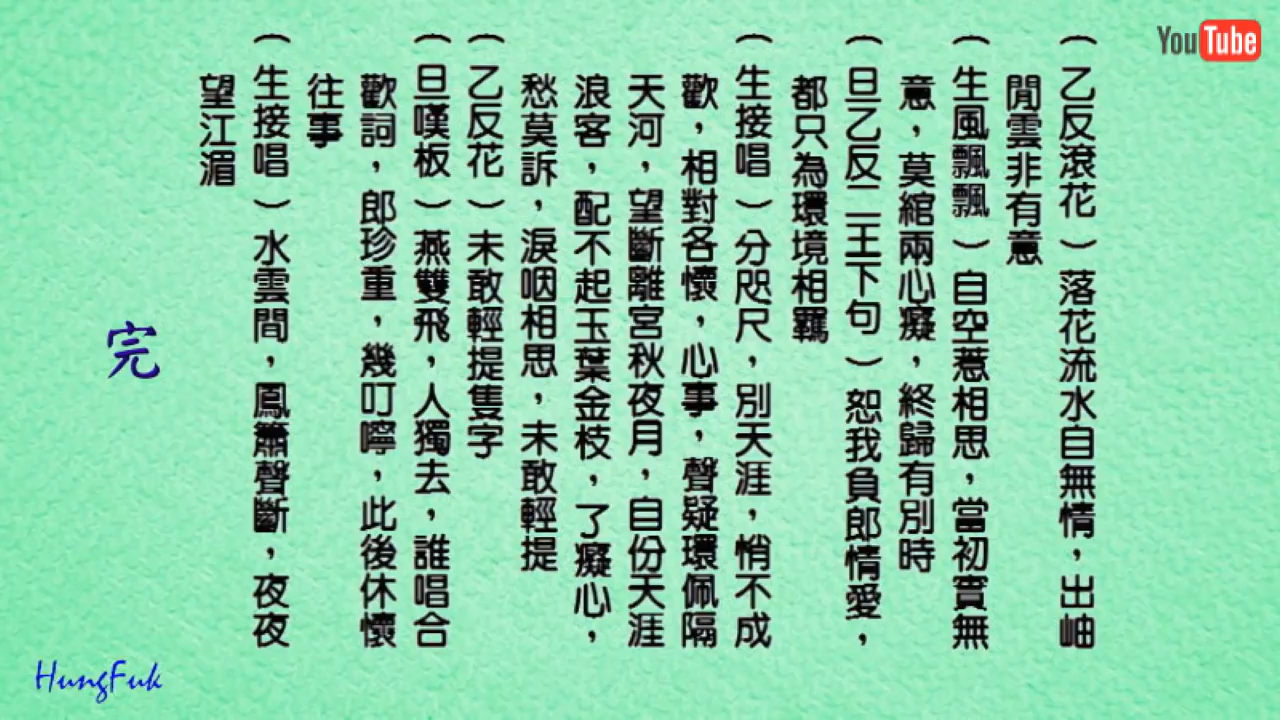 （乙反滾花）落花流水自無情，出岫
閒雲非有意
（生風飄飄）自空惹相思，當初實無
意，莫綰兩心癡，終歸有別時
（旦乙反二王下句）恕我負郎情愛，
都只為環境相羈
（生接唱）分咫尺，別天涯，悄不成
歡，相對各懷，心事，聲疑環佩隔
天河，望斷離宮秋夜月，自份天涯
浪客，配不起玉葉金枝，了癡心，
愁莫訴，淚咽相思，未敢輕提
（乙反花）未敢輕提隻字
（旦嘆板）燕雙飛，人獨去，誰唱合
歡詞，郎珍重，幾叮嚀，此後休懷
往事
（生接唱）水雲間，鳳簫聲斷，夜夜
望江湄
完
YouTube
HungFuk